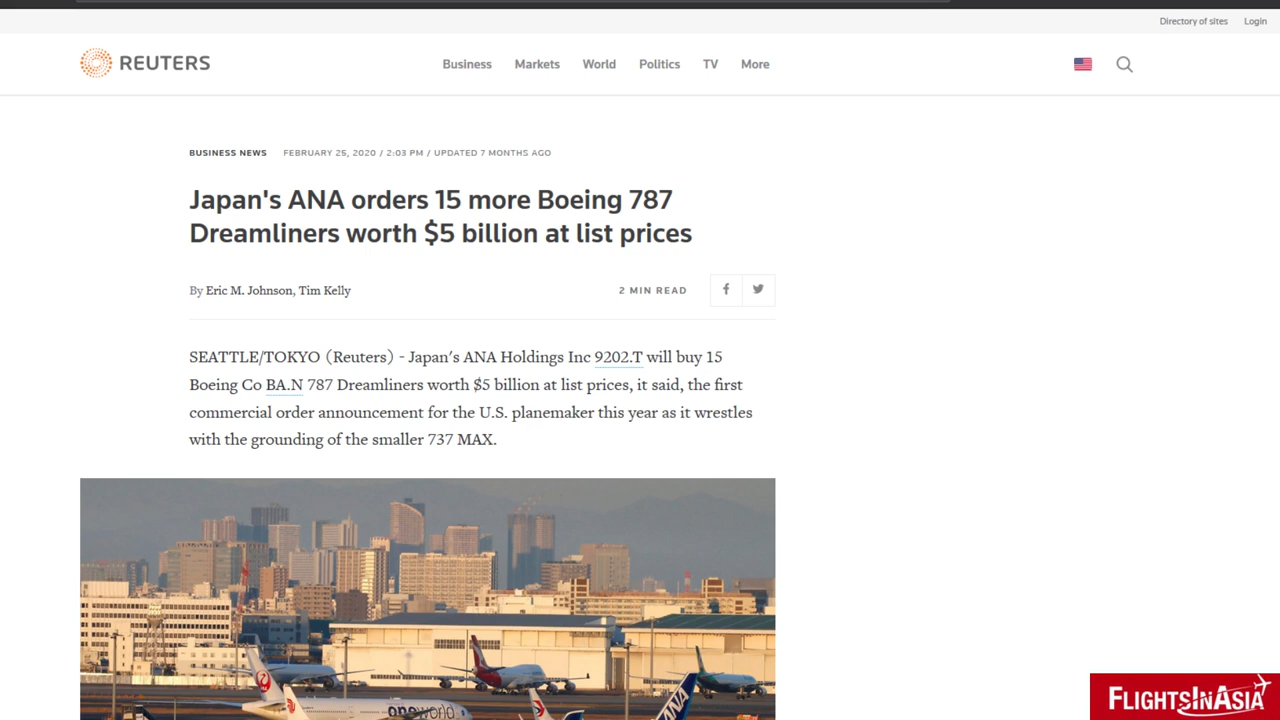 Directory of sites Login
REUTERS Business Markets World Politics TV More
BUSINESS NEWS FEBRUARY 25, 2020 / 2:03 PM / UPDATED 7 MONTHS AGO
Japan's ANA orders 15 more Boeing 787
Dreamliners worth $5 billion at list prices
By Eric M. Johnson, Tim Kelly 2 MIN READ
SEATTLE/TOKYO (Reuters) - Japan's ANA Holdings Inc 9202.T will buy 15
Boeing Co BA.N 787 Dreamliners worth $5 billion at list prices, it said, the first
commercial order announcement for the U.S. planemaker this year as it wrestles
with the grounding of the smaller 737 MAX.
oneworld
ANA
FLIGHTSINASIA